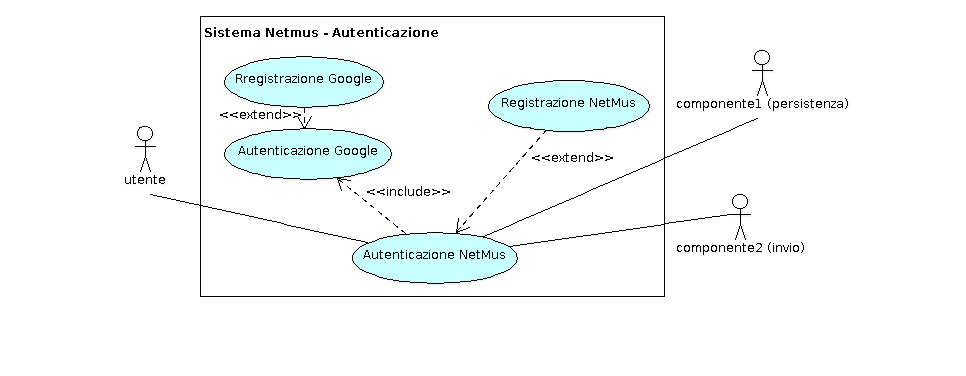 Sistema Netmus - Autenticazione
Rregistrazione Google
Registrazione NetMus
componente1 (persistenza)
<<extend>>
Autenticazione Google
<<extend>>
utente
<<include>>
componente2 (invio)
Autenticazione NetMus